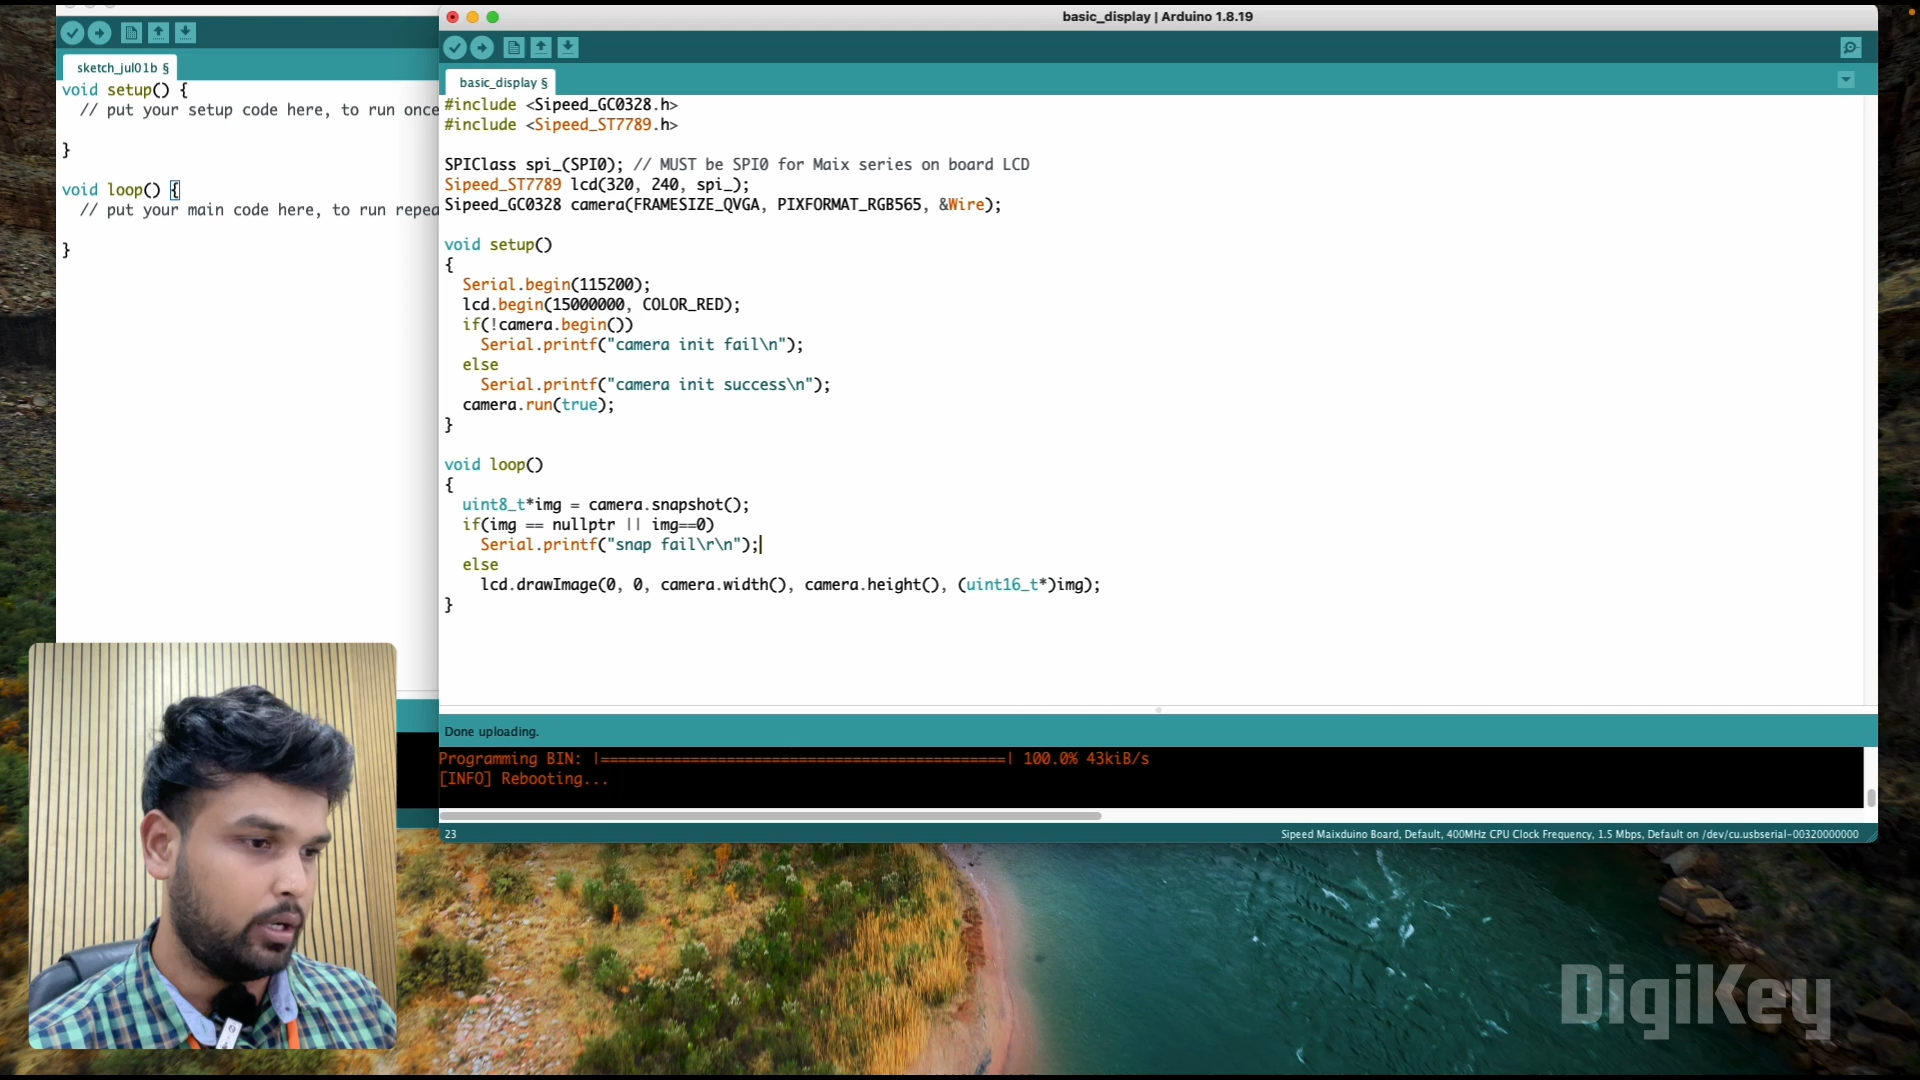 basic_display | Arduino 1.8.19
sketch_jul01b §
void setup() {
// put your setup code here, to run once
}
void loop() {
// put your main code here, to run repea
}
basic_display §
#include <Sipeed_GC0328.h>
#include <Sipeed_ST7789.h>
SPIClass spi_(SPI0); // MUST be SPI0 for Maix series on board LCD
Sipeed_ST7789 lcd(320, 240, spi_);
Sipeed_GC0328 camera(FRAMESIZE_QVGA, PIXFORMAT_RGB565, &Wire);
void setup()
{
Serial.begin(115200);
lcd.begin(15000000, COLOR_RED);
if(!camera.begin())
Serial.printf("camera init fail\n");
else
Serial.printf("camera init success\n");
camera.run(true);
}
void loop()
{
uint8_t*img = camera.snapshot();
if(img == nullptr || img==0)
Serial.printf("snap fail\r\n");
else
lcd.drawImage(0, 0, camera.width(), camera.height(), (uint16_t*)img);
}
Done uploading.
Programming BIN: |=============================================| 100.0% 43kiB/s
[INFO] Rebooting...
23
Sipeed Maixduino Board, Default, 400MHz CPU Clock Frequency, 1.5 Mbps, Default on /dev/cu.usbserial-00320000000
DigiKey